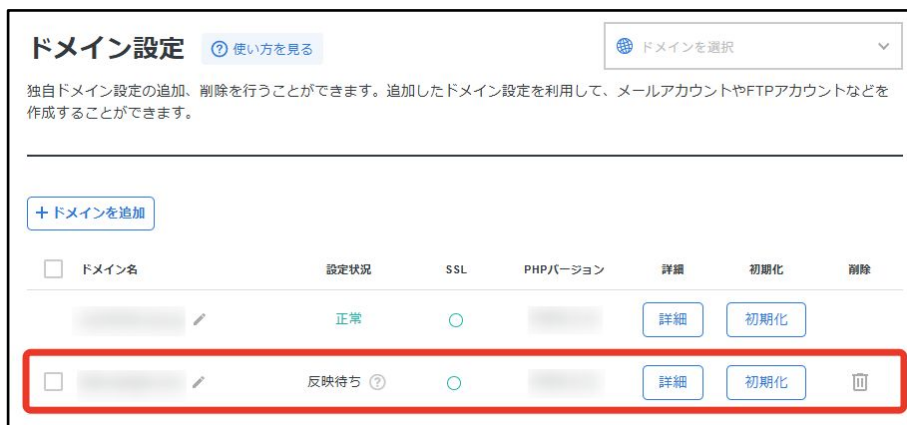 ドメイン設定 ? 使い方を見る ドメインを選択
独自ドメイン設定の追加、削除を行うことができます。追加したドメイン設定を利用して、メールアカウントやFTPアカウントなどを
作成することができます。
+ドメインを追加
ドメイン名 設定状況 SSL PHPバージョン 詳細 初期化 削除
正常 詳細 初期化
反映待ち ? 詳細 初期化